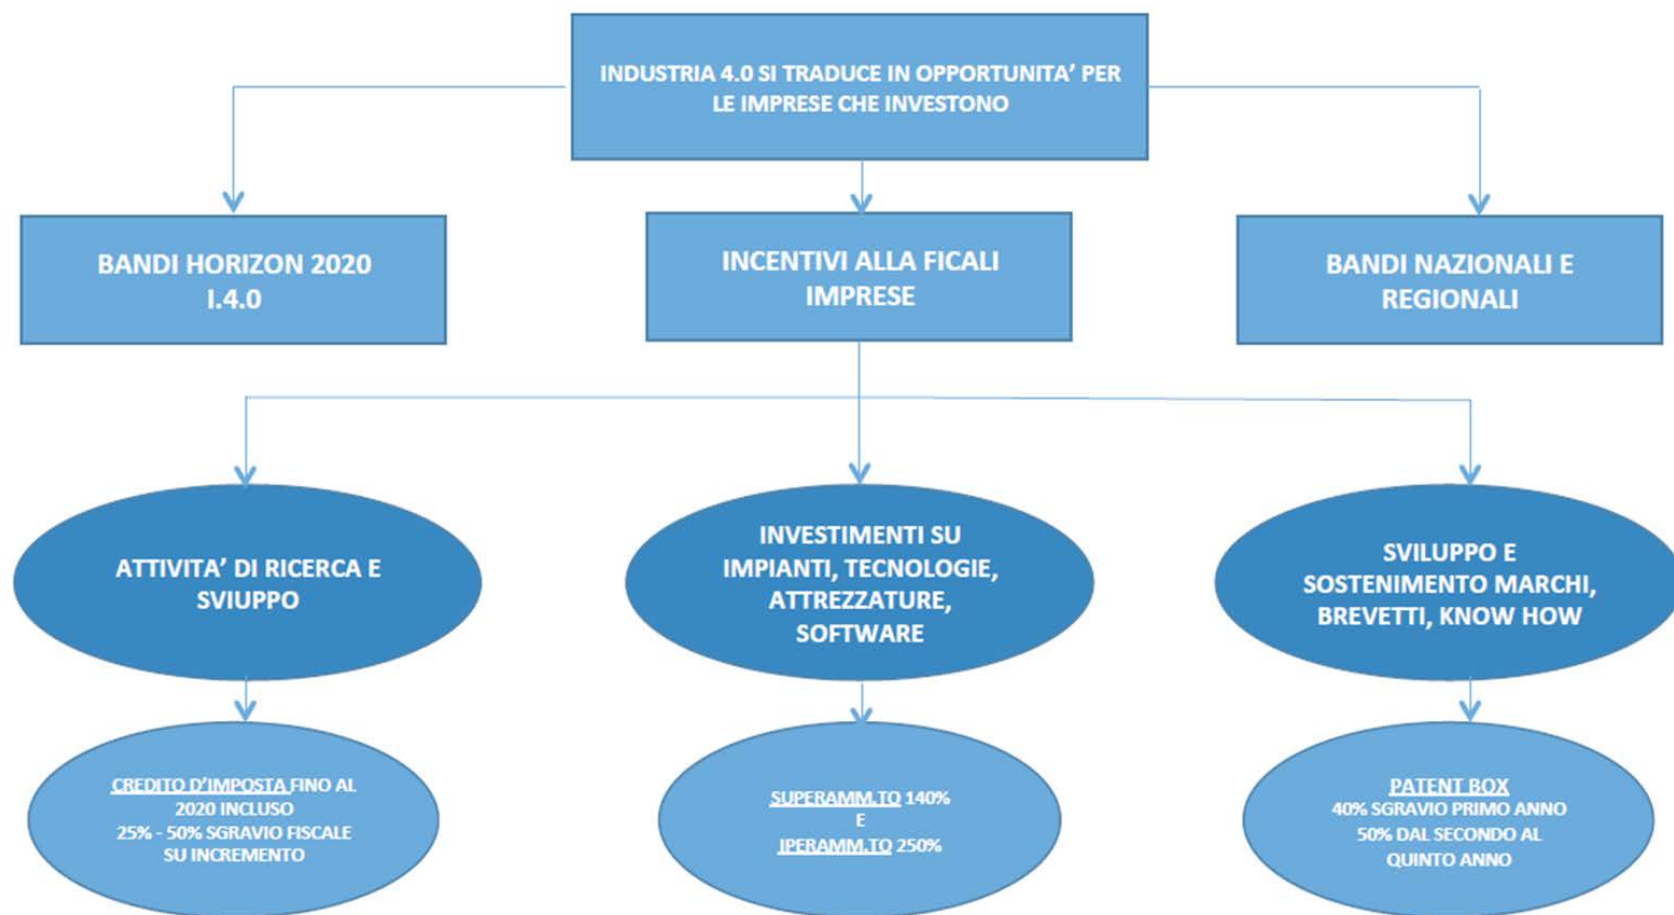 INDUSTRIA 4.0 SI TRADUCE IN OPPORTUNITA’ PER
LE IMPRESE CHE INVESTONO
BANDI HORIZON 2020
I.4.0
INCENTIVI ALLA FICALI
IMPRESE
BANDI NAZIONALI E
REGIONALI
ATTIVITA’ DI RICERCA E
SVIUPPO
INVESTIMENTI SU
IMPIANTI, TECNOLOGIE,
ATTREZZATURE,
SOFTWARE
SVILUPPO E
SOSTENIMENTO MARCHI,
BREVETTI, KNOW HOW
CREDITO D’IMPOSTA FINO AL
2020 INCLUSO
25% - 50% SGRAVIO FISCALE
SU INCREMENTO
SUPERAMM.TO 140%
E
IPERAMM.TO 250%
PATENT BOX
40% SGRAVIO PRIMO ANNO
50% DAL SECONDO AL
QUINTO ANNO